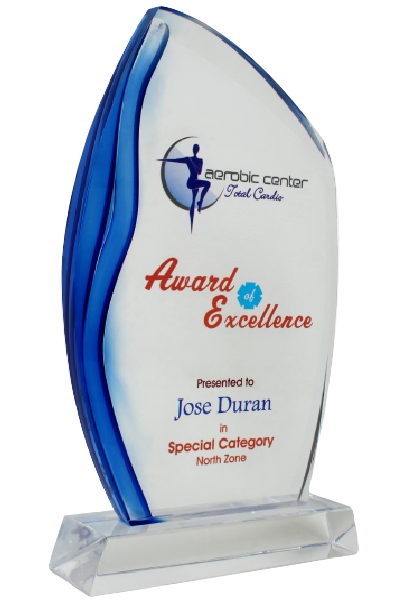 aerobic center
Total Cardio
Award
of
Excellence
Presented to
Jose Duran
in
Special Category
North Zone